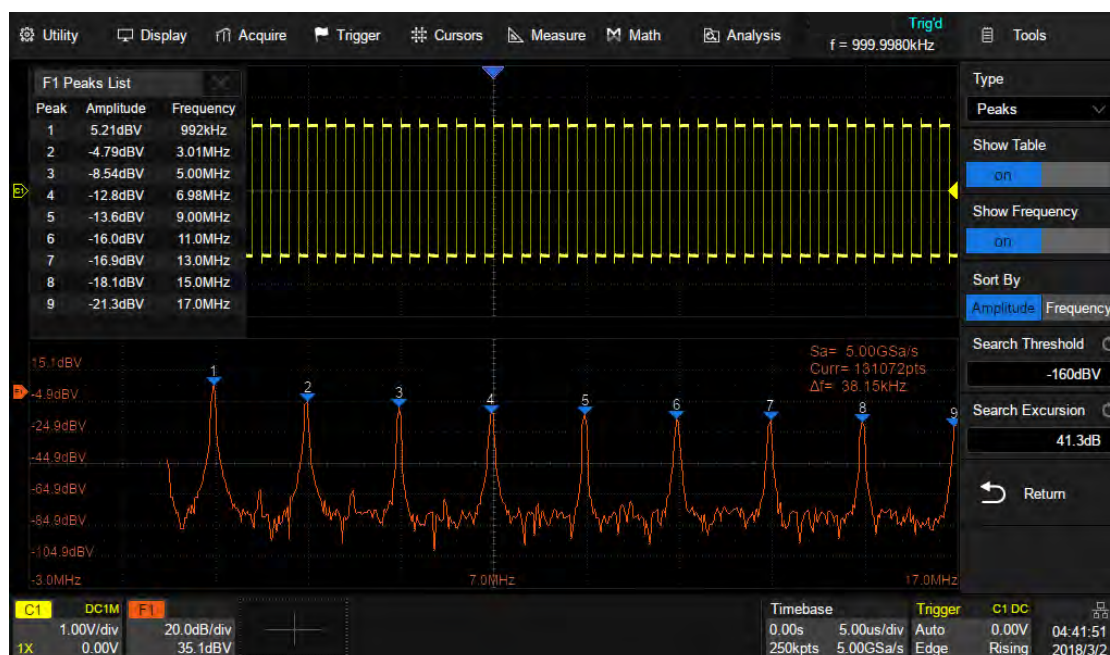 Utility Display Acquire Trigger Cursors Measure Math Analysis Trig'd f = 999.9980kHz Tools
F1 Peaks List
Peak Amplitude Frequency
1 5.21dBV 992kHz
2 -4.79dBV 3.01MHz
3 -8.54dBV 5.00MHz
4 -12.8dBV 6.98MHz
5 -13.6dBV 9.00MHz
6 -16.0dBV 11.0MHz
7 -16.9dBV 13.0MHz
8 -18.1dBV 15.0MHz
9 -21.3dBV 17.0MHz
Type
Peaks
Show Table
on
Show Frequency
on
Sort By
Amplitude Frequency
Search Threshold
-160dBV
Search Excursion
41.3dB
Return
C1
Sa= 5.00GSa/s
Curr= 131072pts
Δf= 38.15kHz
15.1dBV
F1 -4.9dBV
-24.9dBV
-44.9dBV
-64.9dBV
-84.9dBV
-104.9dBV
1 2 3 4 5 6 7 8 9
-3.0MHz 7.0MHz 17.0MHz
C1 DC1M
1.00V/div
1X 0.00V
F1
20.0dB/div
35.1dBV
Timebase
0.00s 5.00us/div
250kpts 5.00GSa/s
Trigger C1 DC
Auto 0.00V
Edge Rising
04:41:51
2018/3/2